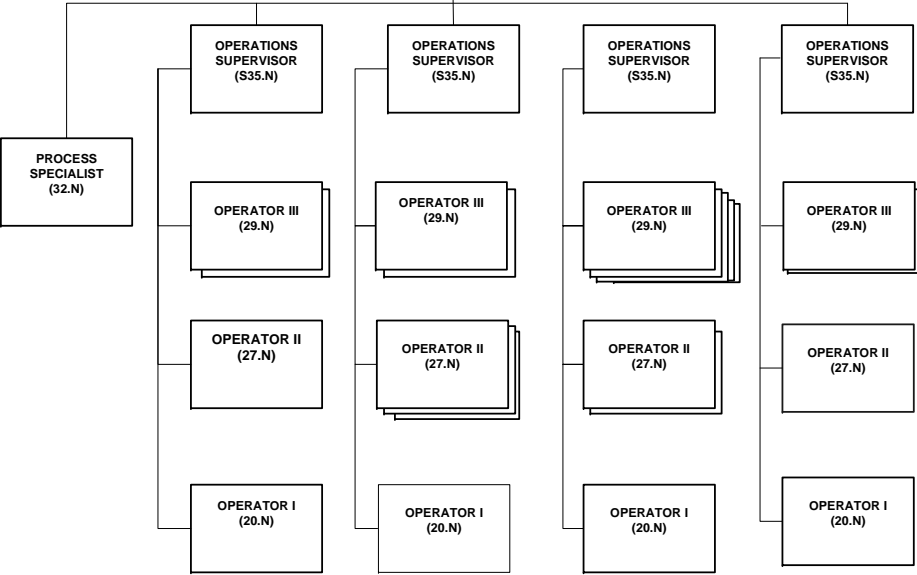 OPERATIONS
SUPERVISOR
(S35.N)
OPERATIONS
SUPERVISOR
(S35.N)
OPERATIONS
SUPERVISOR
(S35.N)
OPERATIONS
SUPERVISOR
(S35.N)
PROCESS
SPECIALIST
(32.N)
OPERATOR III
(29.N)
OPERATOR III
(29.N)
OPERATOR III
(29.N)
OPERATOR III
(29.N)
OPERATOR II
(27.N)
OPERATOR II
(27.N)
OPERATOR II
(27.N)
OPERATOR II
(27.N)
OPERATOR I
(20.N)
OPERATOR I
(20.N)
OPERATOR I
(20.N)
OPERATOR I
(20.N)